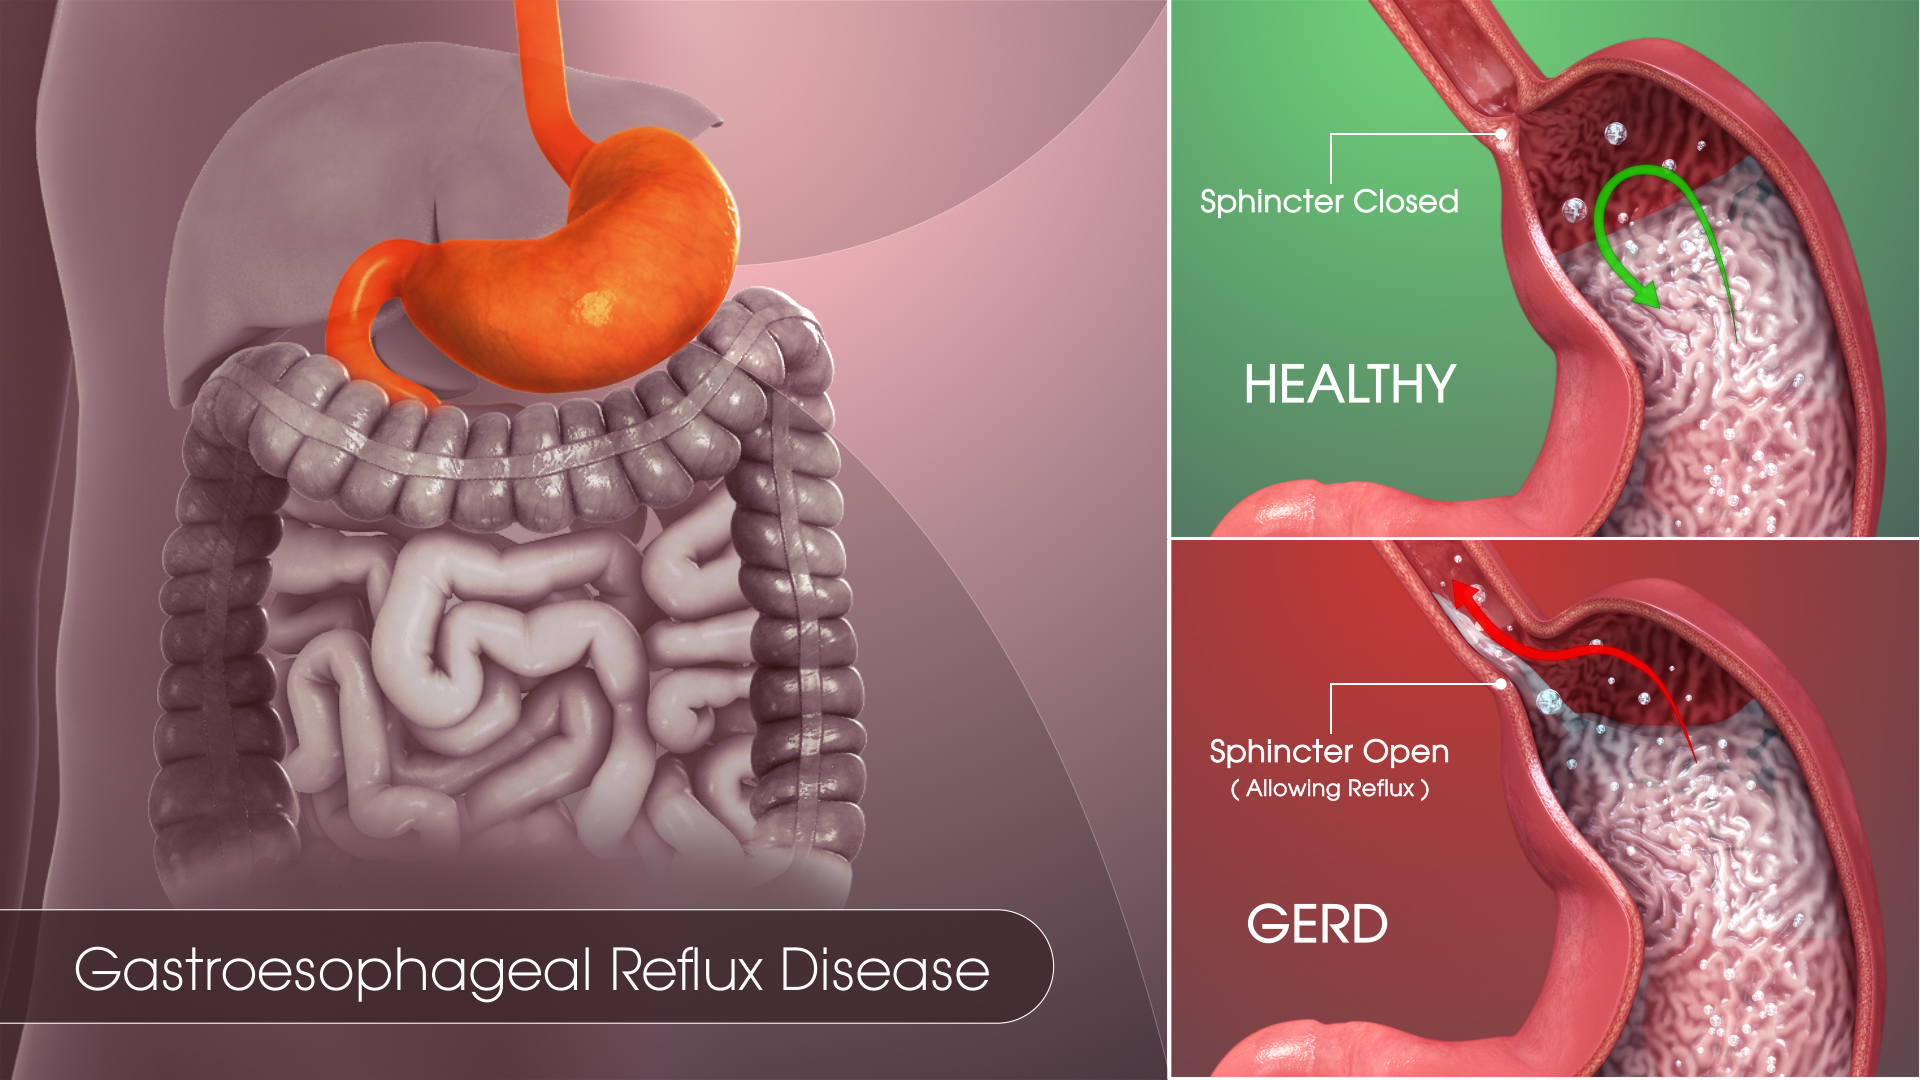 Gastroesophageal Reflux Disease
Sphincter Closed
HEALTHY
Sphincter Open
( Allowing Reflux )
GERD